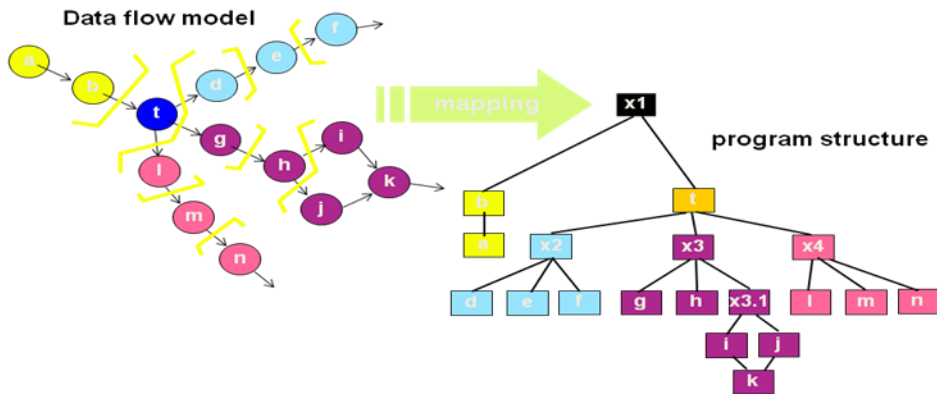 Data flow model
a
b
t
d
e
f
g
h
i
j
k
l
m
n
mapping
program structure
x1
b
t
a
x2
x3
x4
d
e
f
g
h
x3.1
l
m
n
i
j
k